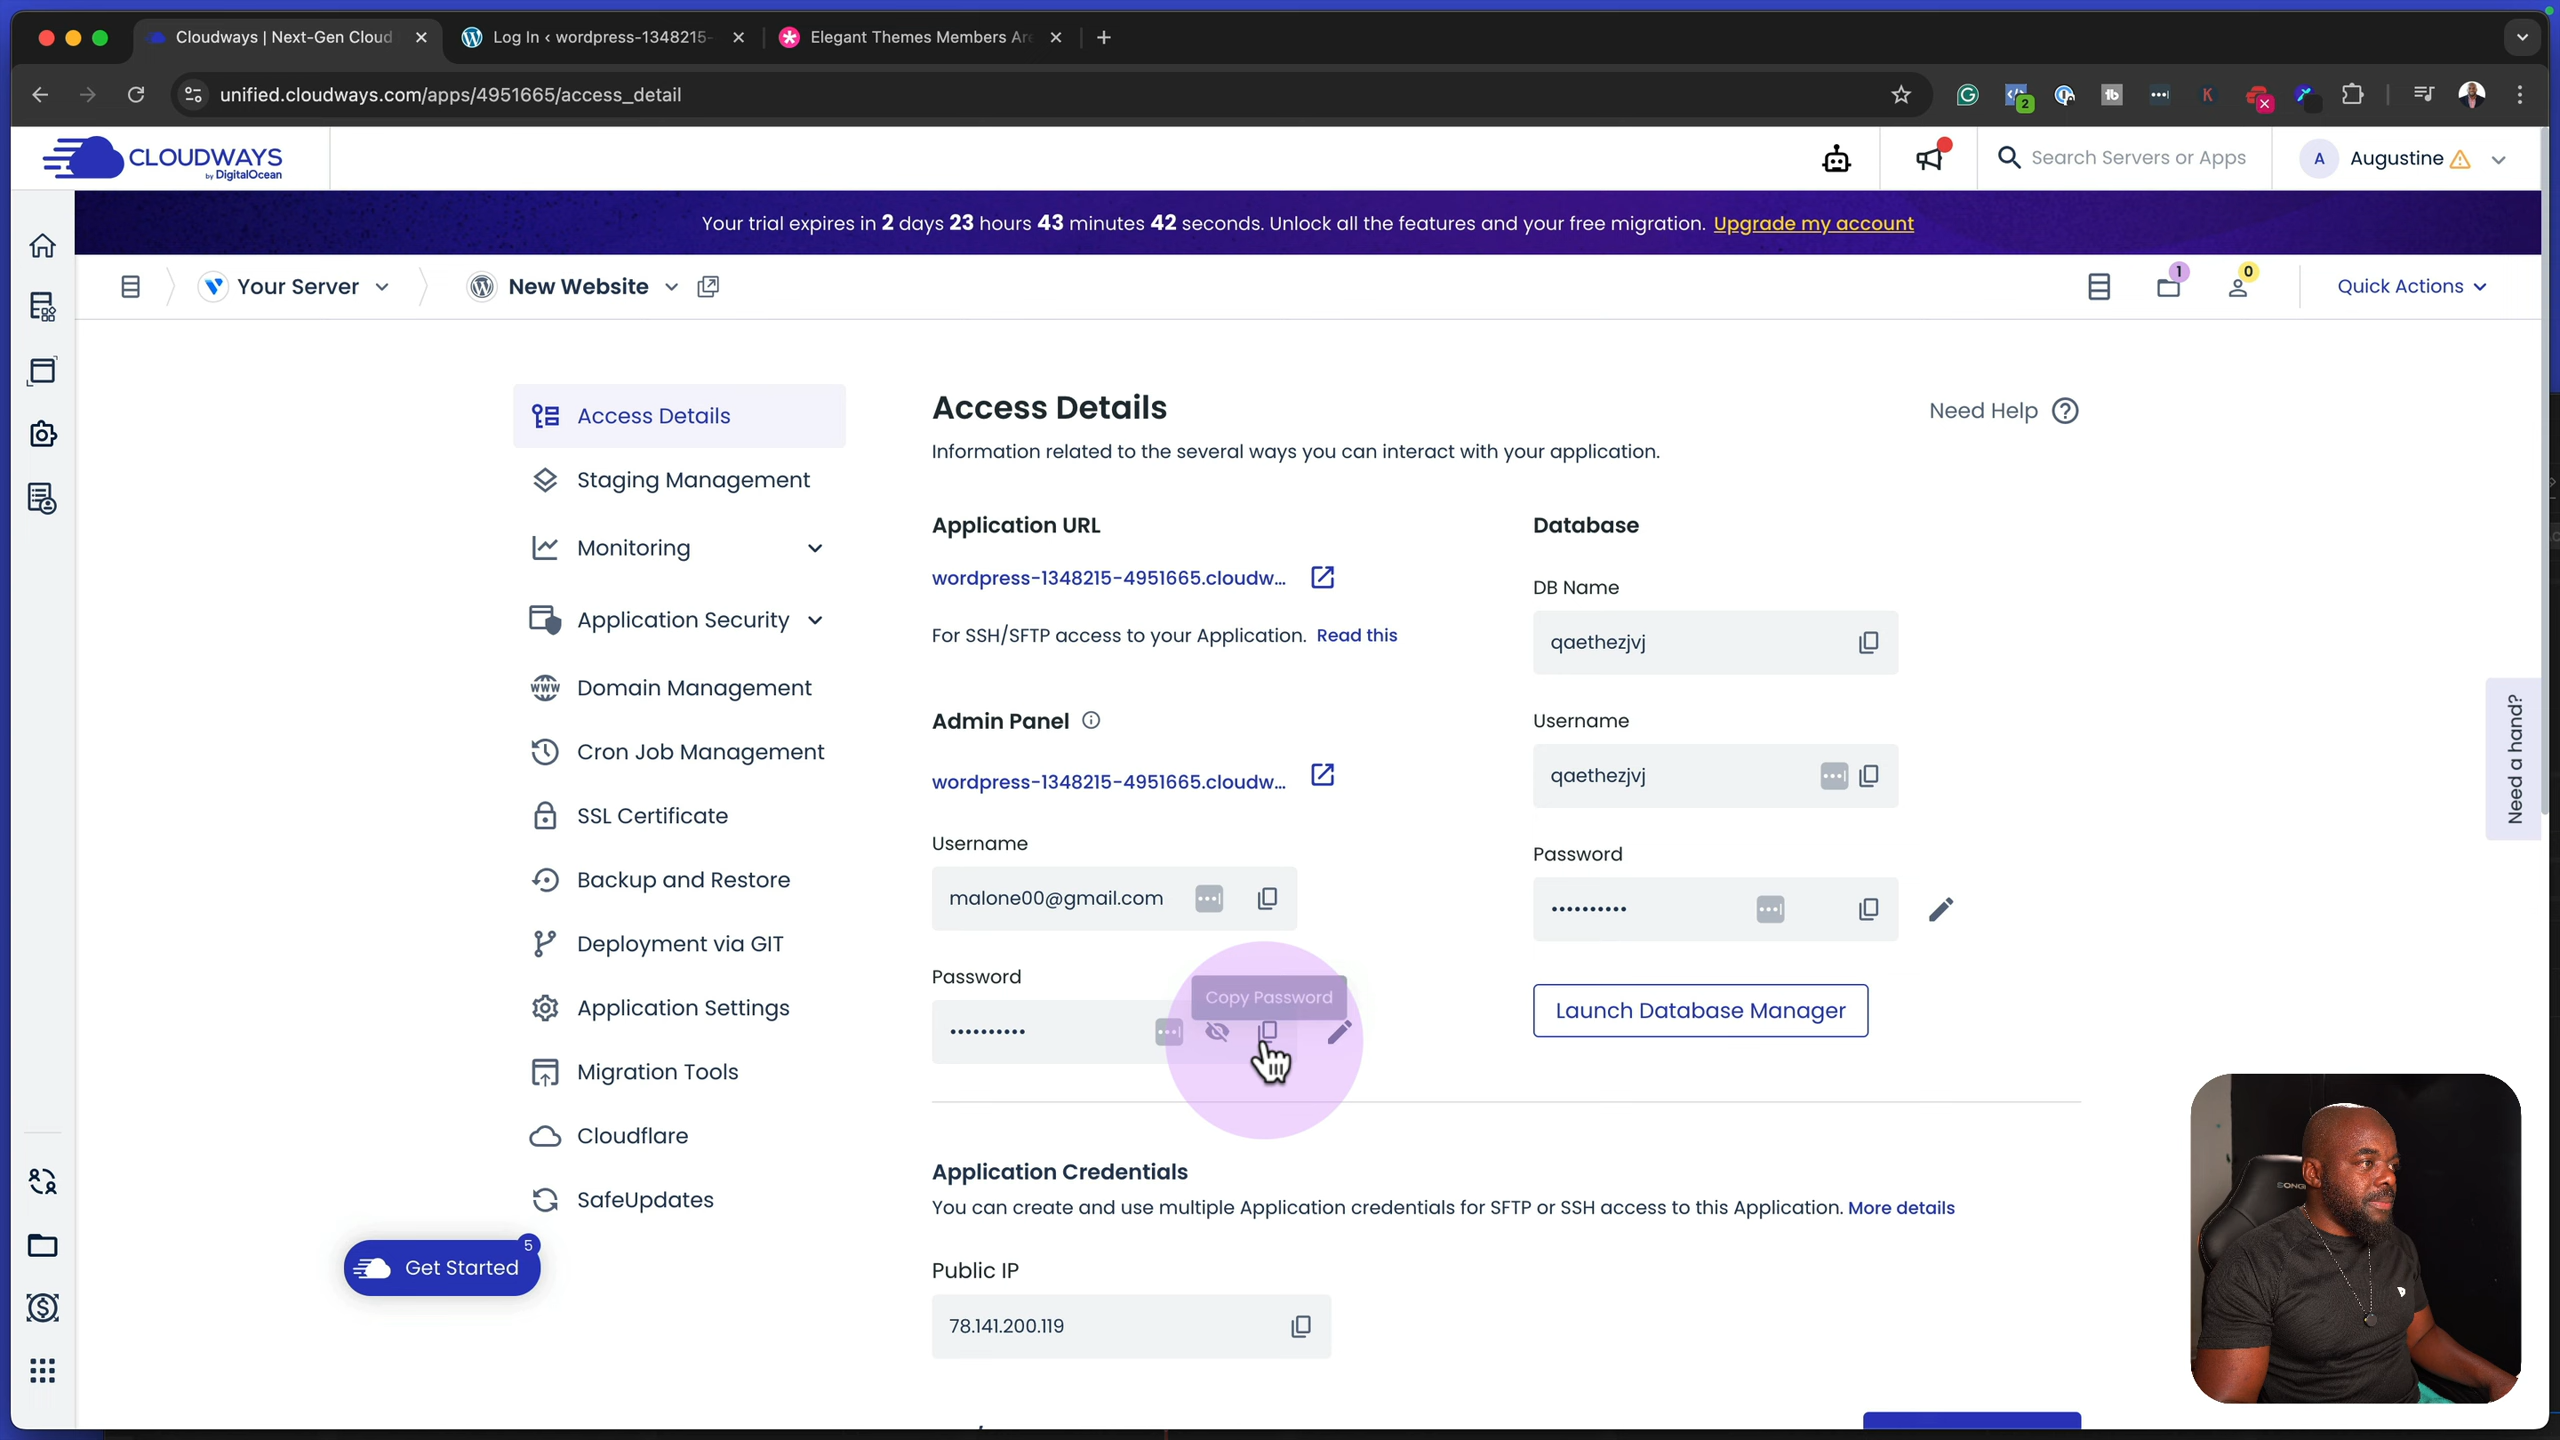 Cloudways | Next-Gen Cloud
Log In ‹ wordpress-1348215-
Elegant Themes Members Are
unified.cloudways.com/apps/4951665/access_detail
2
CLOUDWAYS
by DigitalOcean
Search Servers or Apps
A
Augustine
Your trial expires in 2 days 23 hours 43 minutes 42 seconds. Unlock all the features and your free migration. Upgrade my account
Your Server
New Website
1
0
Quick Actions
Access Details
Staging Management
Monitoring
Application Security
Domain Management
Cron Job Management
SSL Certificate
Backup and Restore
Deployment via GIT
Application Settings
Migration Tools
Cloudflare
SafeUpdates
Get Started
5
Access Details
Need Help
Information related to the several ways you can interact with your application.
Application URL
wordpress-1348215-4951665.cloudw...
For SSH/SFTP access to your Application. Read this
Admin Panel
wordpress-1348215-4951665.cloudw...
Username
malone00@gmail.com
Password
••••••••••
Copy Password
Database
DB Name
qaethezjvj
Username
qaethezjvj
Password
••••••••••
Launch Database Manager
Need a hand?
Application Credentials
You can create and use multiple Application credentials for SFTP or SSH access to this Application. More details
Public IP
78.141.200.119